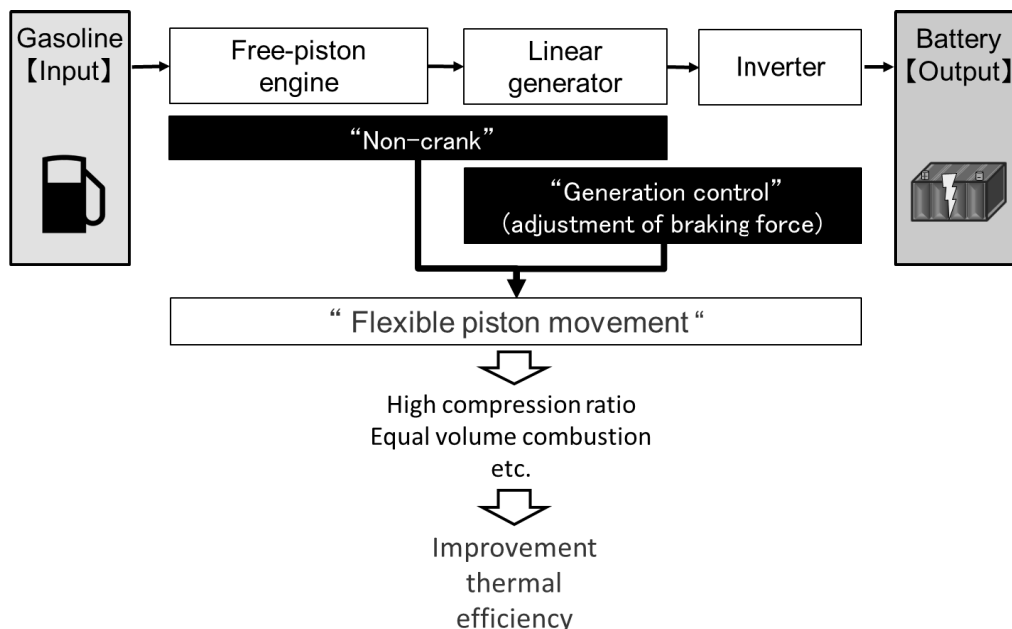 Gasoline
【Input】
Free-piston
engine
Linear
generator
Inverter
Battery
【Output】
“Non-crank”
“Generation control”
(adjustment of braking force)
“ Flexible piston movement “
High compression ratio
Equal volume combustion
etc.
Improvement
thermal
efficiency